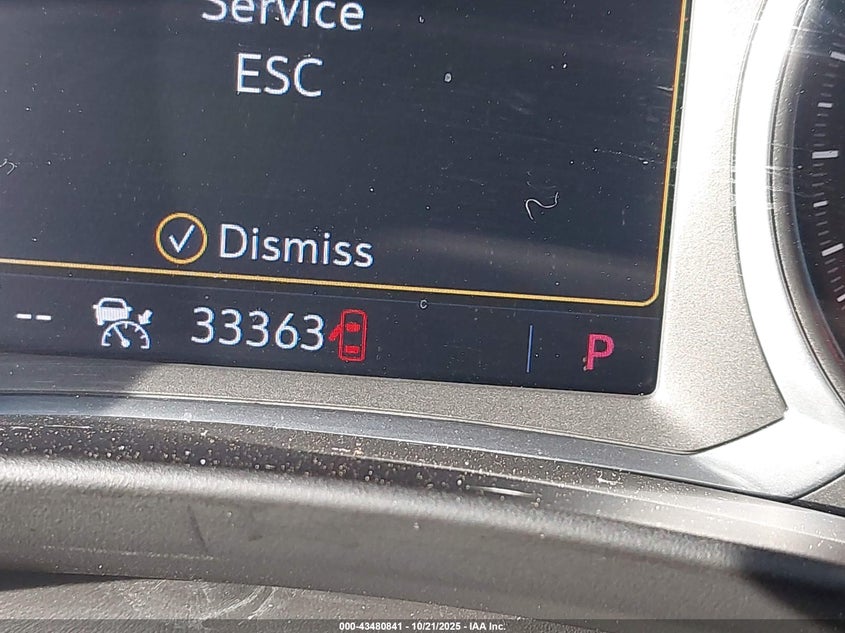 Service
ESC
Dismiss
-- 33363 P
000-43480841 - 10/21/2025 - IAA Inc.